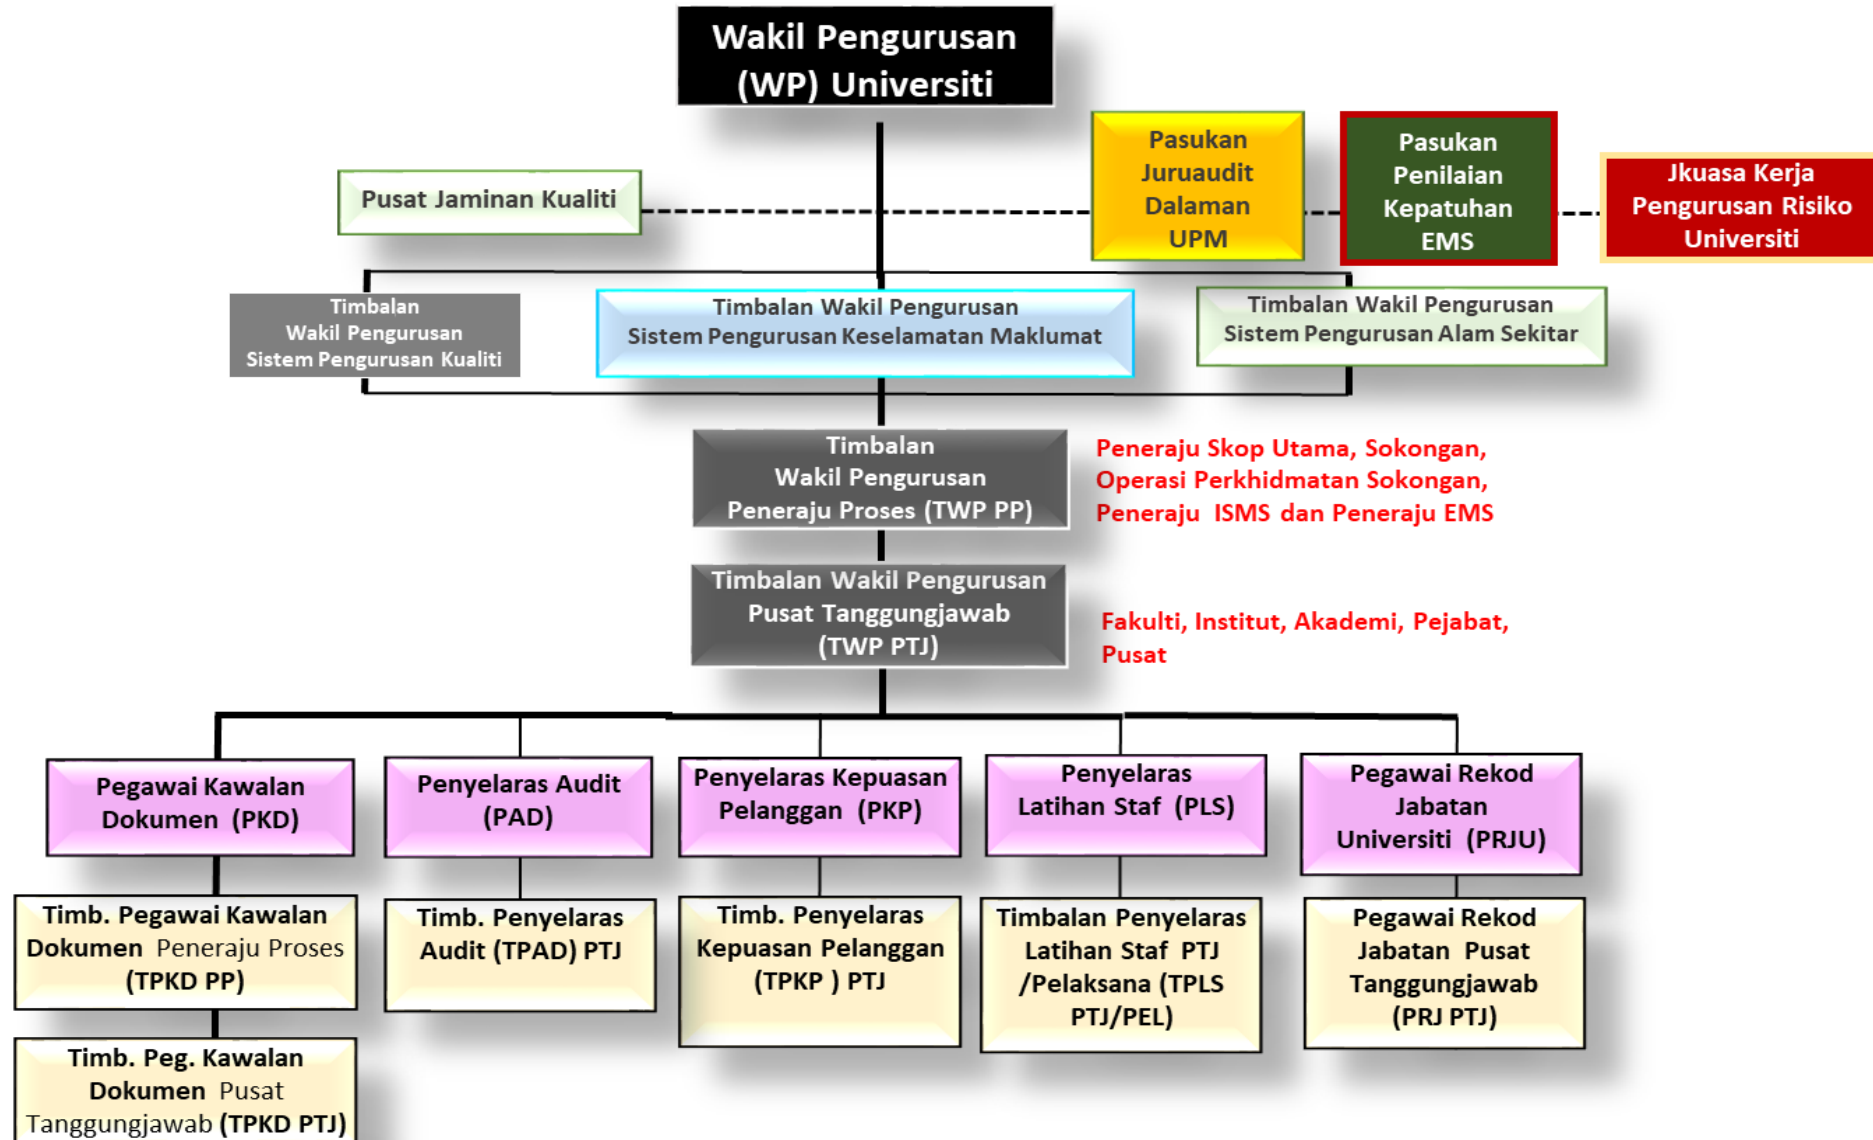 Wakil Pengurusan
(WP) Universiti
Pusat Jaminan Kualiti
Pasukan
Juruaudit
Dalaman
UPM
Pasukan
Penilaian
Kepatuhan
EMS
Jkuasa Kerja
Pengurusan Risiko
Universiti
Timbalan
Wakil Pengurusan
Sistem Pengurusan Kualiti
Timbalan Wakil Pengurusan
Sistem Pengurusan Keselamatan Maklumat
Timbalan Wakil Pengurusan
Sistem Pengurusan Alam Sekitar
Timbalan
Wakil Pengurusan
Peneraju Proses (TWP PP)
Peneraju Skop Utama, Sokongan,
Operasi Perkhidmatan Sokongan,
Peneraju ISMS dan Peneraju EMS
Timbalan Wakil Pengurusan
Pusat Tanggungjawab
(TWP PTJ)
Fakulti, Institut, Akademi, Pejabat,
Pusat
Pegawai Kawalan
Dokumen (PKD)
Penyelaras Audit
(PAD)
Penyelaras Kepuasan
Pelanggan (PKP)
Penyelaras
Latihan Staf (PLS)
Pegawai Rekod
Jabatan
Universiti (PRJU)
Timb. Pegawai Kawalan
Dokumen Peneraju Proses
(TPKD PP)
Timb. Penyelaras
Audit (TPAD) PTJ
Timb. Penyelaras
Kepuasan Pelanggan
(TPKP ) PTJ
Timbalan Penyelaras
Latihan Staf PTJ
/Pelaksana (TPLS
PTJ/PEL)
Pegawai Rekod
Jabatan Pusat
Tanggungjawab
(PRJ PTJ)
Timb. Peg. Kawalan
Dokumen Pusat
Tanggungjawab (TPKD PTJ)